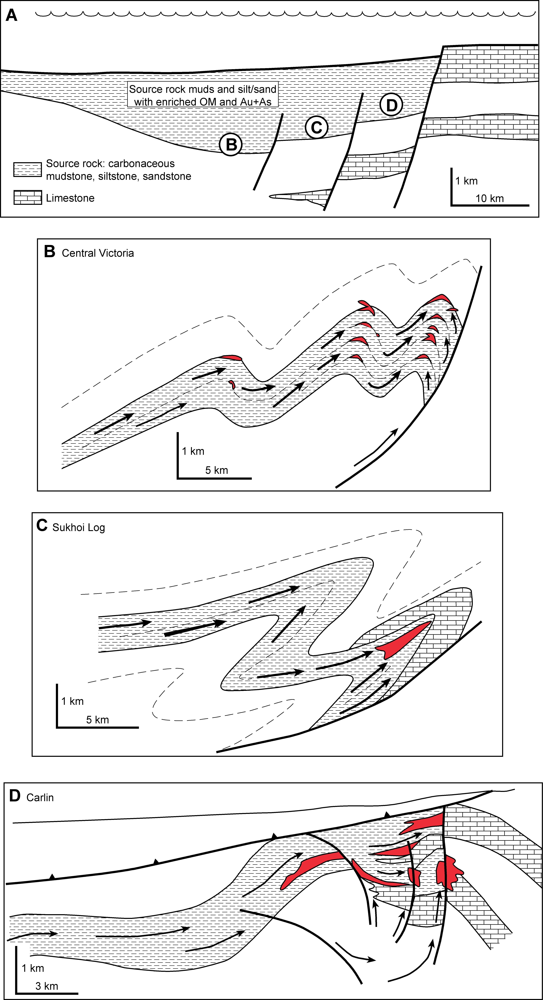 A
Source rock muds and silt/sand
with enriched OM and Au+As
D
C
B
Source rock: carbonaceous
mudstone, siltstone, sandstone
Limestone
1 km
10 km
B Central Victoria
1 km
5 km
C Sukhoi Log
1 km
5 km
D Carlin
1 km
3 km